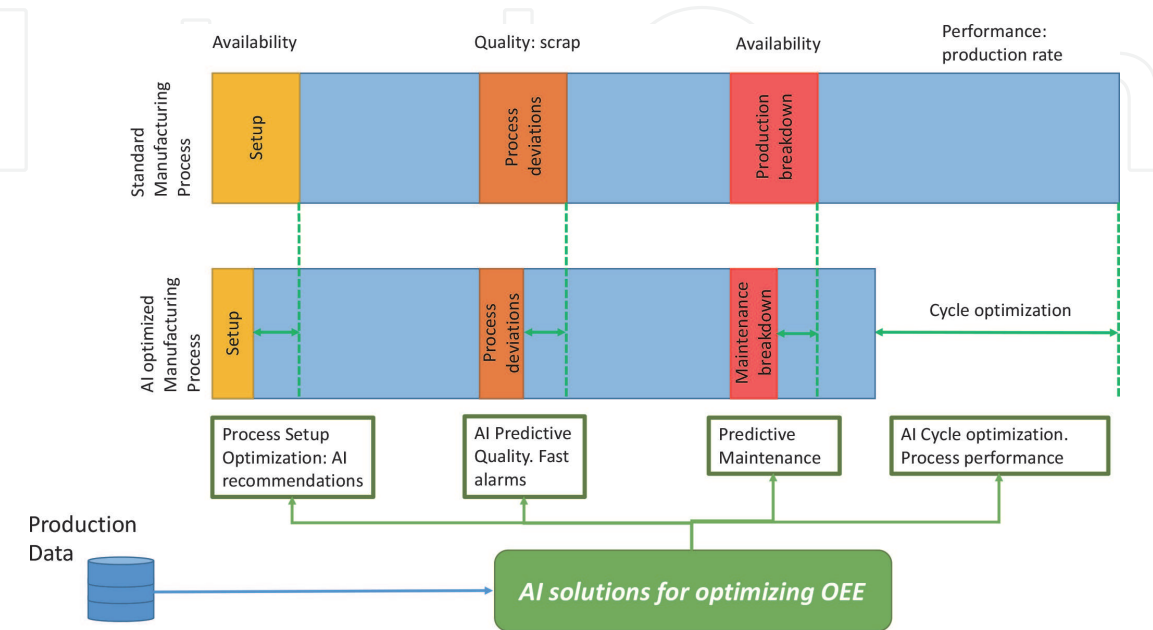 Availability
Quality: scrap
Availability
Performance:
production rate
Standard
Manufacturing
Process
Setup
Process
deviations
Production
breakdown
AI optimized
Manufacturing
Process
Setup
Process
deviations
Maintenance
breakdown
Cycle optimization
Process Setup
Optimization: AI
recommendations
AI Predictive
Quality. Fast
alarms
Predictive
Maintenance
AI Cycle optimization.
Process performance
Production
Data
AI solutions for optimizing OEE